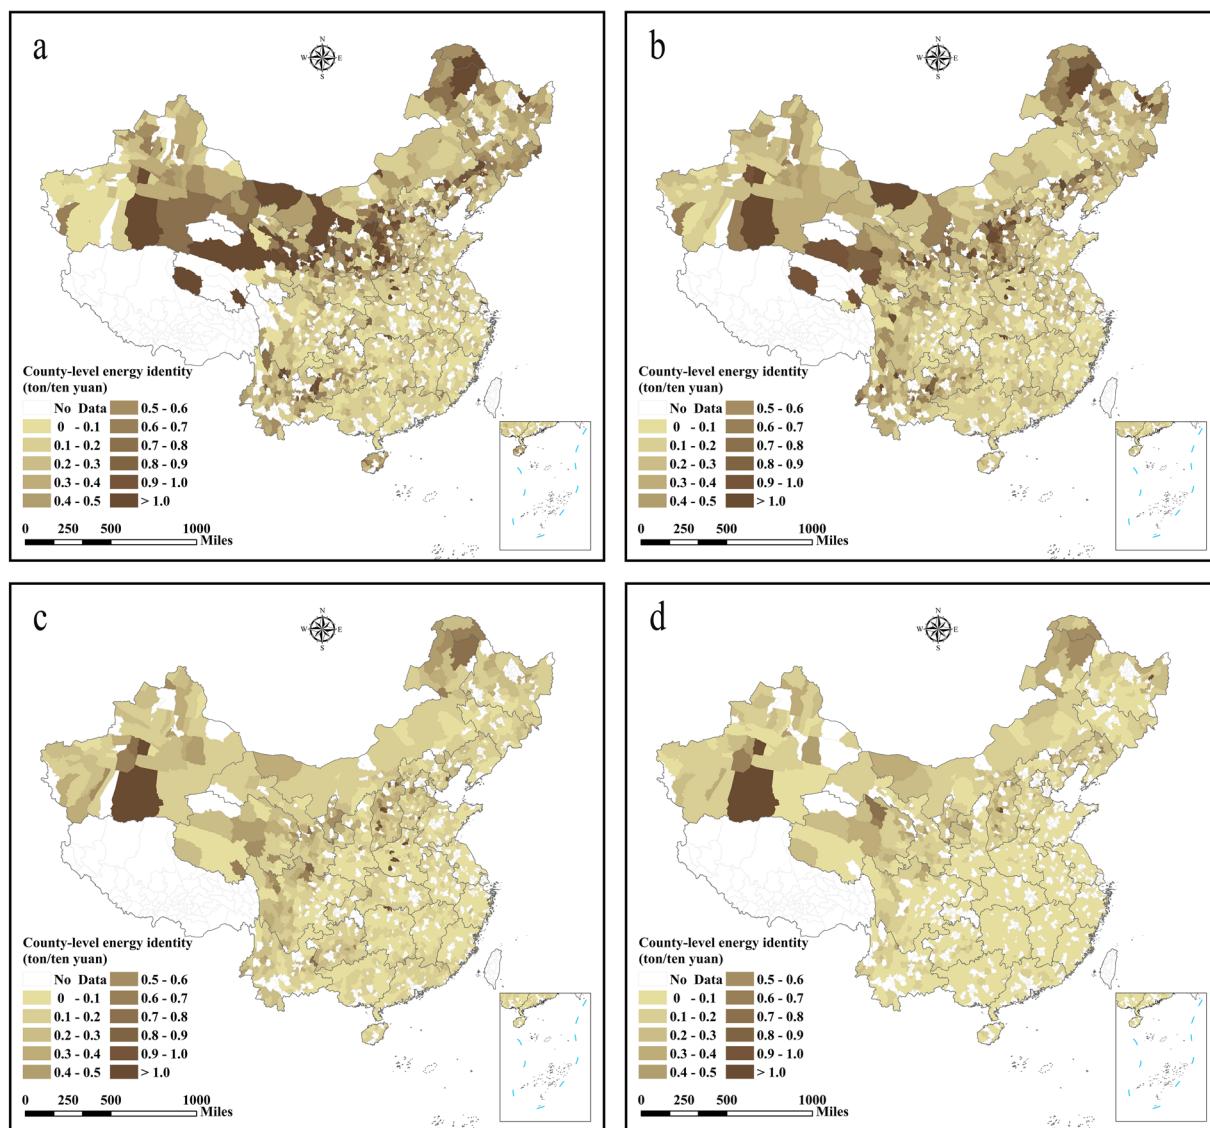 a
N
W E
S
County-level energy identity
(ton/ten yuan)
No Data 0.5 - 0.6
0 - 0.1 0.6 - 0.7
0.1 - 0.2 0.7 - 0.8
0.2 - 0.3 0.8 - 0.9
0.3 - 0.4 0.9 - 1.0
0.4 - 0.5 > 1.0
0 250 500 1000
Miles
b
N
W E
S
County-level energy identity
(ton/ten yuan)
No Data 0.5 - 0.6
0 - 0.1 0.6 - 0.7
0.1 - 0.2 0.7 - 0.8
0.2 - 0.3 0.8 - 0.9
0.3 - 0.4 0.9 - 1.0
0.4 - 0.5 > 1.0
0 250 500 1000
Miles
c
N
W E
S
County-level energy identity
(ton/ten yuan)
No Data 0.5 - 0.6
0 - 0.1 0.6 - 0.7
0.1 - 0.2 0.7 - 0.8
0.2 - 0.3 0.8 - 0.9
0.3 - 0.4 0.9 - 1.0
0.4 - 0.5 > 1.0
0 250 500 1000
Miles
d
N
W E
S
County-level energy identity
(ton/ten yuan)
No Data 0.5 - 0.6
0 - 0.1 0.6 - 0.7
0.1 - 0.2 0.7 - 0.8
0.2 - 0.3 0.8 - 0.9
0.3 - 0.4 0.9 - 1.0
0.4 - 0.5 > 1.0
0 250 500 1000
Miles